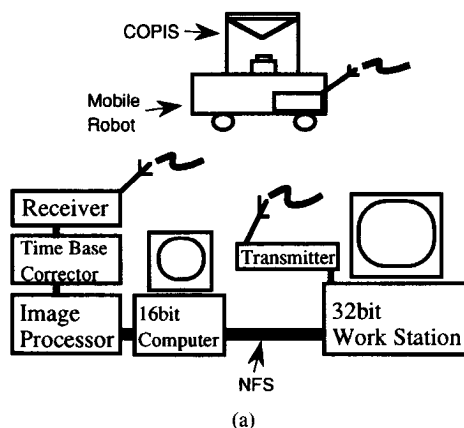 COPIS
Mobile
Robot
Receiver
Time Base
Corrector
Transmitter
Image
Processor
16bit
Computer
32bit
Work Station
NFS
(a)